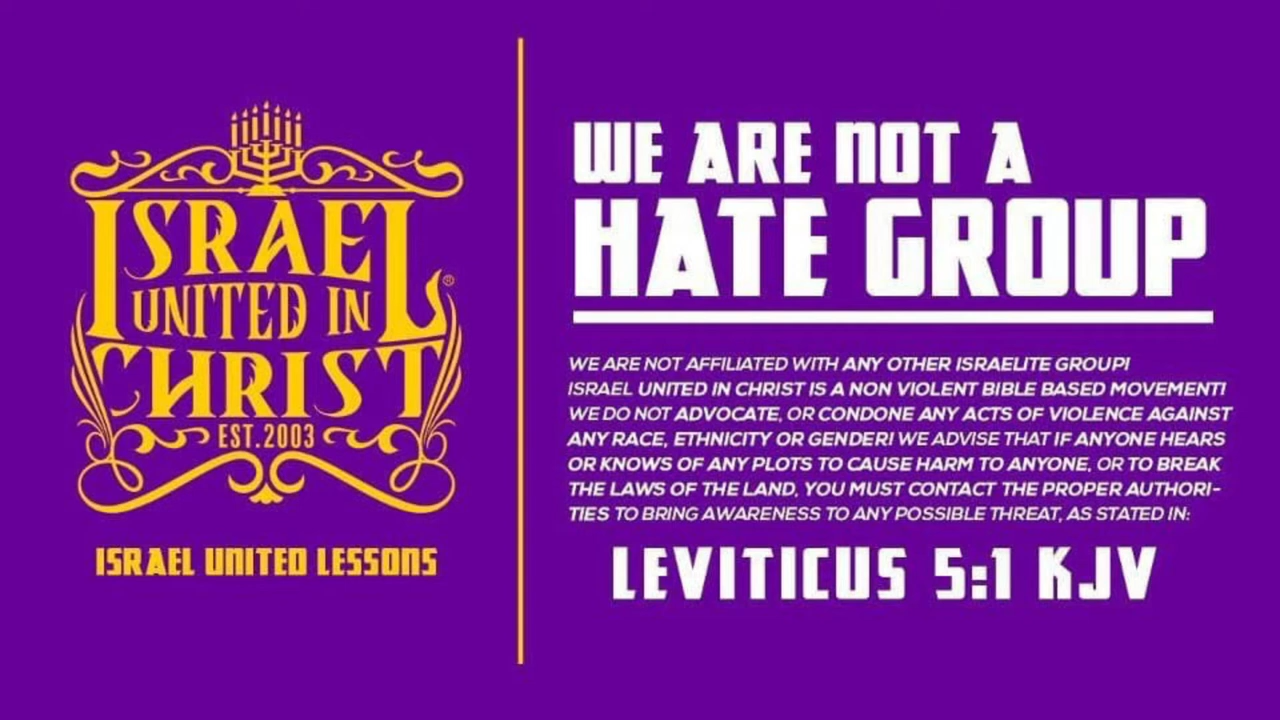 ISRAEL
UNITED IN
CHRIST
®
EST.2003
ISRAEL UNITED LESSONS
WE ARE NOT A
HATE GROUP
WE ARE NOT AFFILIATED WITH ANY OTHER ISRAELITE GROUP!
ISRAEL UNITED IN CHRIST IS A NON VIOLENT BIBLE BASED MOVEMENT!
WE DO NOT ADVOCATE, OR CONDONE ANY ACTS OF VIOLENCE AGAINST
ANY RACE, ETHNICITY OR GENDER! WE ADVISE THAT IF ANYONE HEARS
OR KNOWS OF ANY PLOTS TO CAUSE HARM TO ANYONE, OR TO BREAK
THE LAWS OF THE LAND, YOU MUST CONTACT THE PROPER AUTHORI-
TIES TO BRING AWARENESS TO ANY POSSIBLE THREAT, AS STATED IN:
LEVITICUS 5:1 KJV